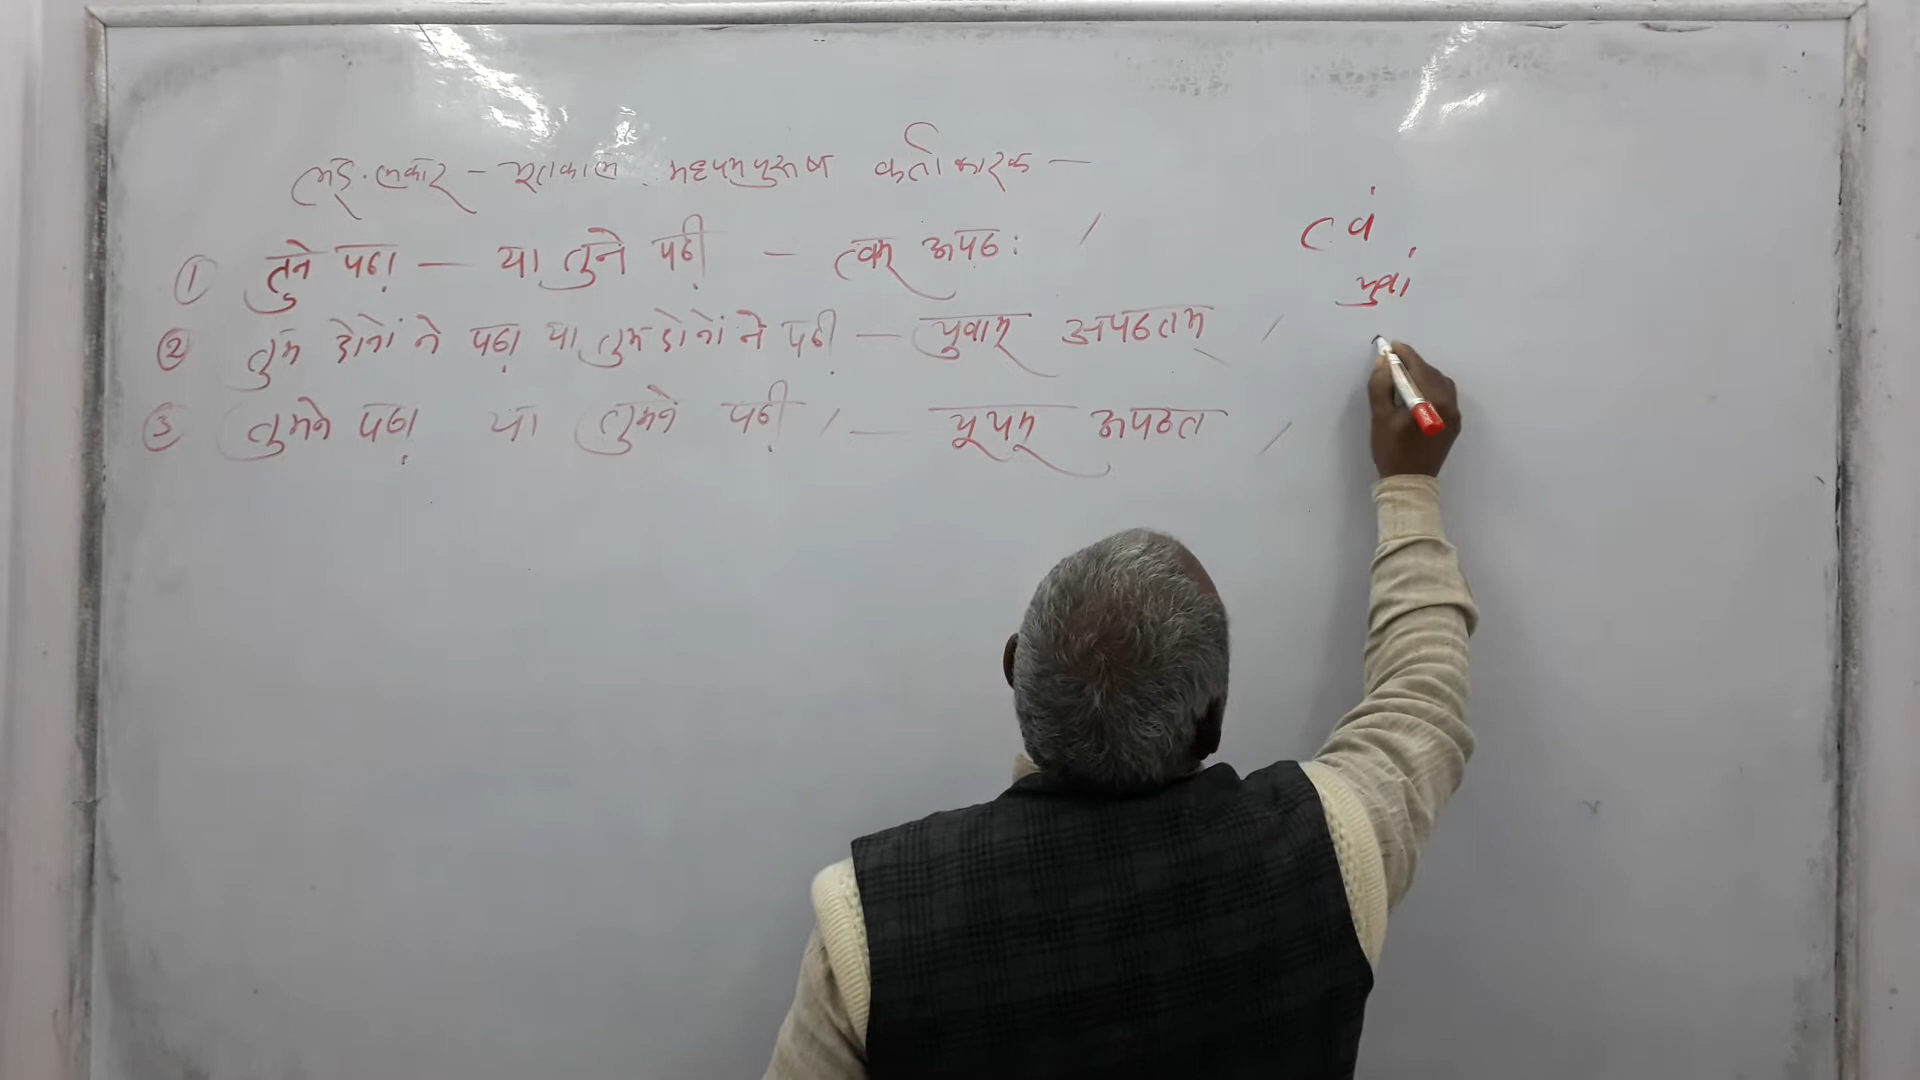 लङ्. लकार - भूतकाल. मध्यमपुरुष कर्ताकारक —
① तुने पढा़ — या तुने पढी़ - त्वम् अपठः /
② तुम दोनों ने पढा़ या तुम दोनों ने पढी़ — युवाम् अपठतम् /
③ तुमने पढा़ या तुमने पढी़ / — यूयम् अपठत /
त्वं
युवां